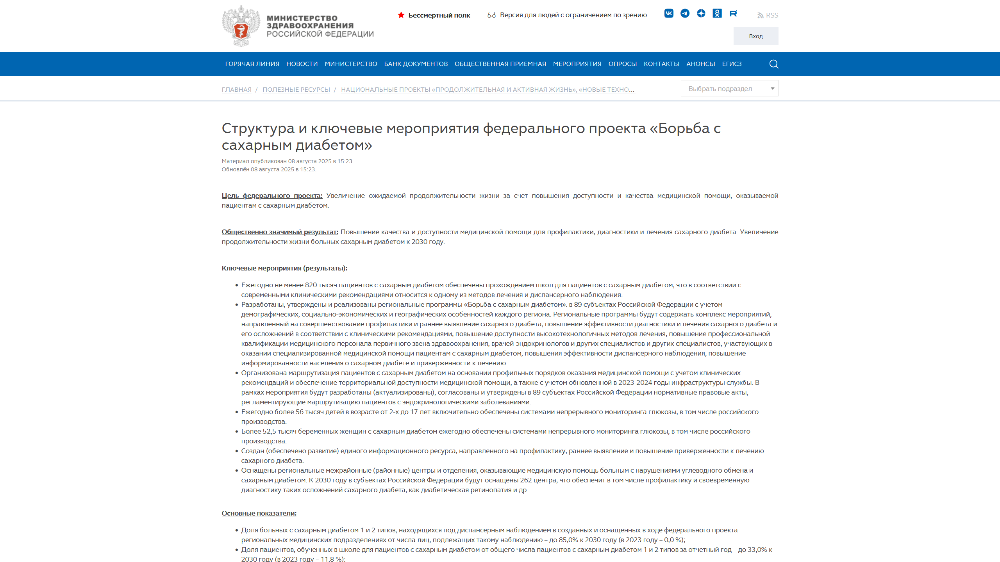 МИНИСТЕРСТВО
ЗДРАВООХРАНЕНИЯ
РОССИЙСКОЙ ФЕДЕРАЦИИ
Бессмертный полк
Версия для людей с ограничением по зрению
RSS
Вход
ГОРЯЧАЯ ЛИНИЯ НОВОСТИ МИНИСТЕРСТВО БАНК ДОКУМЕНТОВ ОБЩЕСТВЕННАЯ ПРИЁМНАЯ МЕРОПРИЯТИЯ ОПРОСЫ КОНТАКТЫ АНОНСЫ ЕГИСЗ
ГЛАВНАЯ / ПОЛЕЗНЫЕ РЕСУРСЫ / НАЦИОНАЛЬНЫЕ ПРОЕКТЫ «ПРОДОЛЖИТЕЛЬНАЯ И АКТИВНАЯ ЖИЗНЬ», «НОВЫЕ ТЕХНО...
Выбрать подраздел
Структура и ключевые мероприятия федерального проекта «Борьба с
сахарным диабетом»
Материал опубликован 08 августа 2025 в 15:23.
Обновлён 08 августа 2025 в 15:23.
Цель федерального проекта: Увеличение ожидаемой продолжительности жизни за счет повышения доступности и качества медицинской помощи, оказываемой
пациентам с сахарным диабетом.
Общественно значимый результат: Повышение качества и доступности медицинской помощи для профилактики, диагностики и лечения сахарного диабета. Увеличение
продолжительности жизни больных сахарным диабетом к 2030 году.
Ключевые мероприятия (результаты):
• Ежегодно не менее 820 тысяч пациентов с сахарным диабетом обеспечены прохождением школ для пациентов с сахарным диабетом, что в соответствии с
современными клиническими рекомендациями относится к одному из методов лечения и диспансерного наблюдения.
• Разработаны, утверждены и реализованы региональные программы «Борьба с сахарным диабетом». в 89 субъектах Российской Федерации с учетом
демографических, социально-экономических и географических особенностей каждого региона. Региональные программы будут содержать комплекс мероприятий,
направленный на совершенствование профилактики и раннее выявление сахарного диабета, повышение эффективности диагностики и лечения сахарного диабета и
его осложнений в соответствии с клиническими рекомендациями, повышение доступности высокотехнологичных методов лечения, повышение профессиональной
квалификации медицинского персонала первичного звена здравоохранения, врачей-эндокринологов и других специалистов и других специалистов, участвующих в
оказании специализированной медицинской помощи пациентам с сахарным диабетом, повышения эффективности диспансерного наблюдения, повышение
информированности населения о сахарном диабете и приверженности к лечению.
• Организована маршрутизация пациентов с сахарным диабетом на основании профильных порядков оказания медицинской помощи с учетом клинических
рекомендаций и обеспечение территориальной доступности медицинской помощи, а также с учетом обновленной в 2023-2024 годы инфраструктуры службы. В
рамках мероприятия будут разработаны (актуализированы), согласованы и утверждены в 89 субъектах Российской Федерации нормативные правовые акты,
регламентирующие маршрутизацию пациентов с эндокринологическими заболеваниями.
• Ежегодно более 56 тысяч детей в возрасте от 2-х до 17 лет включительно обеспечены системами непрерывного мониторинга глюкозы, в том числе российского
производства.
• Более 52,5 тысяч беременных женщин с сахарным диабетом ежегодно обеспечены системами непрерывного мониторинга глюкозы, в том числе российского
производства.
• Создан (обеспечено развитие) единого информационного ресурса, направленного на профилактику, раннее выявление и повышение приверженности к лечению
сахарного диабета.
• Оснащены региональные межрайонные (районные) центры и отделения, оказывающие медицинскую помощь больным с нарушениями углеводного обмена и
сахарным диабетом. К 2030 году в субъектах Российской Федерации будут оснащены 262 центра, что обеспечит в том числе профилактику и своевременную
диагностику таких осложнений сахарного диабета, как диабетическая ретинопатия и др.
Основные показатели:
• Доля больных с сахарным диабетом 1 и 2 типов, находящихся под диспансерным наблюдением в созданных и оснащенных в ходе федерального проекта
региональных медицинских подразделениях от числа лиц, подлежащих такому наблюдению – до 85,0% к 2030 году (в 2023 году – 0,0 %);
• Доля пациентов, обученных в школе для пациентов с сахарным диабетом от общего числа пациентов с сахарным диабетом 1 и 2 типов за отчетный год – до 33,0% к
2030 году (в 2023 году – 11,8 %);